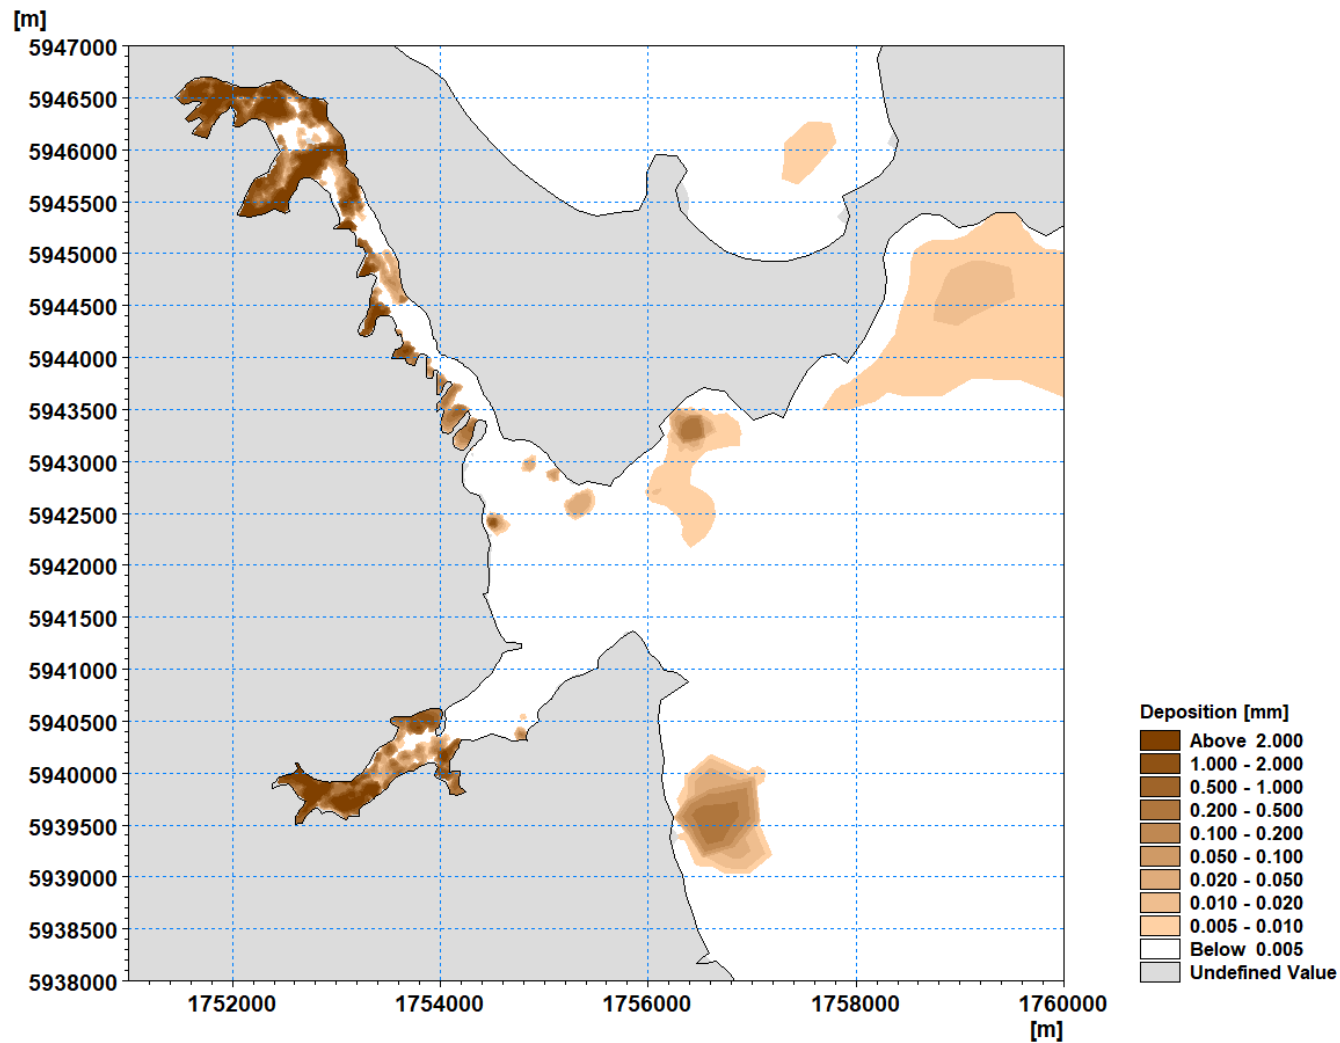 [m]
5947000
5946500
5946000
5945500
5945000
5944500
5944000
5943500
5943000
5942500
5942000
5941500
5941000
5940500
5940000
5939500
5939000
5938500
5938000
1752000 1754000 1756000 1758000 1760000
[m]
Deposition [mm]
Above 2.000
1.000 - 2.000
0.500 - 1.000
0.200 - 0.500
0.100 - 0.200
0.050 - 0.100
0.020 - 0.050
0.010 - 0.020
0.005 - 0.010
Below 0.005
Undefined Value